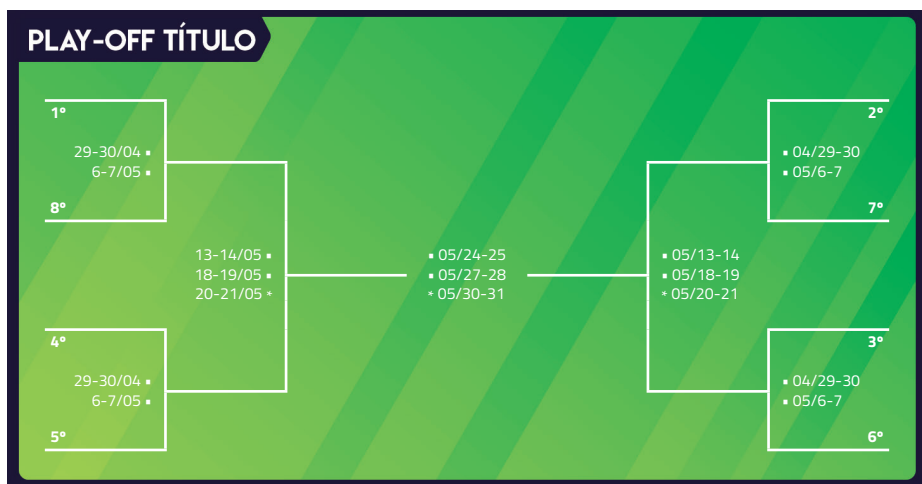 PLAY-OFF TÍTULO
1º
29-30/04 ▪
6-7/05 ▪
8º
13-14/05 ▪
18-19/05 ▪
20-21/05 *
4º
29-30/04 ▪
6-7/05 ▪
5º
▪ 05/24-25
▪ 05/27-28
* 05/30-31
2º
▪ 04/29-30
▪ 05/6-7
7º
▪ 05/13-14
▪ 05/18-19
* 05/20-21
3º
▪ 04/29-30
▪ 05/6-7
6º